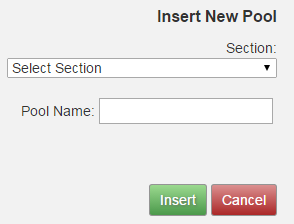 Insert New Pool
Section:
Select Section
Pool Name:
Insert Cancel